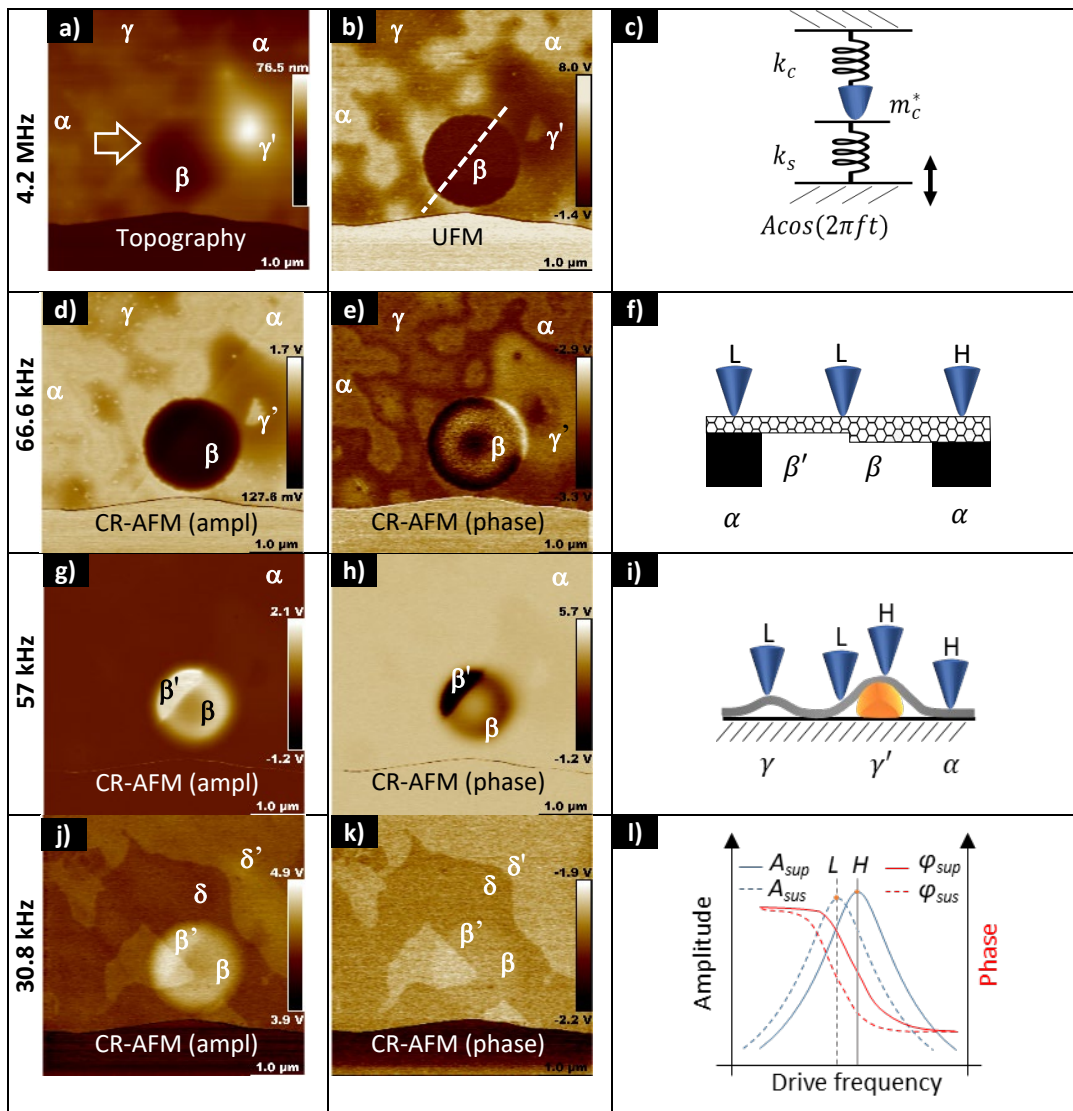 4.2 MHz
a)
γ
α
76.5 nm
α
γ'
β
Topography
1.0 µm
b)
γ
α
8.0 V
γ'
β
-1.4 V
UFM
1.0 µm
c)
k_c
m_c^*
k_s
Acos(2πft)
66.6 kHz
d)
γ
α
1.7 V
α
γ'
β
127.6 mV
CR-AFM (ampl)
1.0 µm
e)
γ
α
-2.9 V
α
γ'
β
-3.3 V
CR-AFM (phase)
1.0 µm
f)
L L H
β' β
α α
57 kHz
g)
α
2.1 V
β'
β
-1.2 V
CR-AFM (ampl)
1.0 µm
h)
α
5.7 V
β'
β
-1.2 V
CR-AFM (phase)
1.0 µm
i)
H
L L H
γ γ' α
30.8 kHz
j)
δ'
4.9 V
δ
β'
β
3.9 V
CR-AFM (ampl)
1.0 µm
k)
-1.9 V
δ δ'
β'
β
-2.2 V
CR-AFM (phase)
1.0 µm
l)
A_sup L H φ_sup
A_sus φ_sus
Amplitude
Phase
Drive frequency